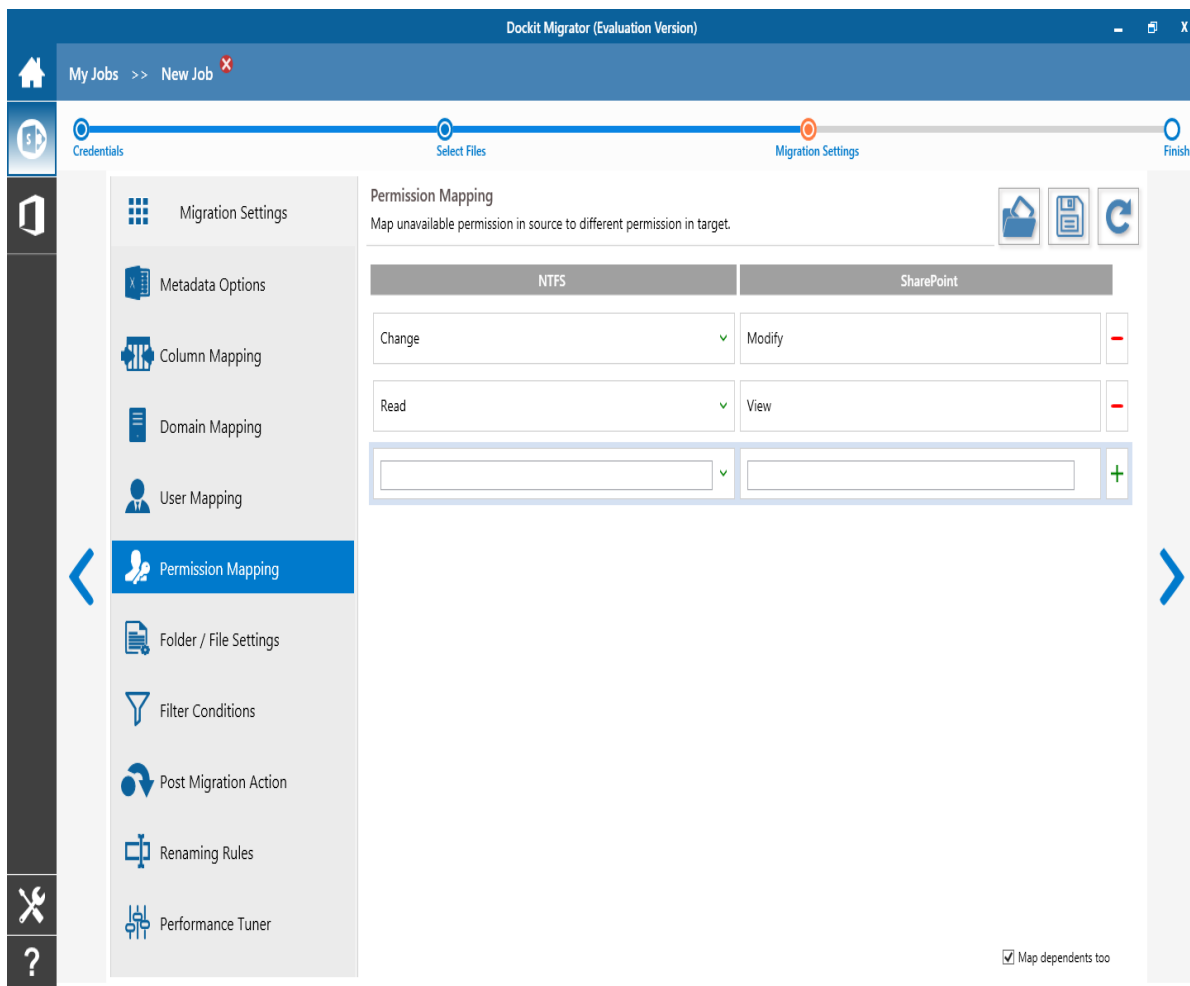 Dockit Migrator (Evaluation Version)
My Jobs >> New Job
Credentials
Select Files
Migration Settings
Finish
Migration Settings
Metadata Options
Column Mapping
Domain Mapping
User Mapping
Permission Mapping
Folder / File Settings
Filter Conditions
Post Migration Action
Renaming Rules
Performance Tuner
Permission Mapping
Map unavailable permission in source to different permission in target.
NTFS SharePoint
Change Modify
Read View
Map dependents too